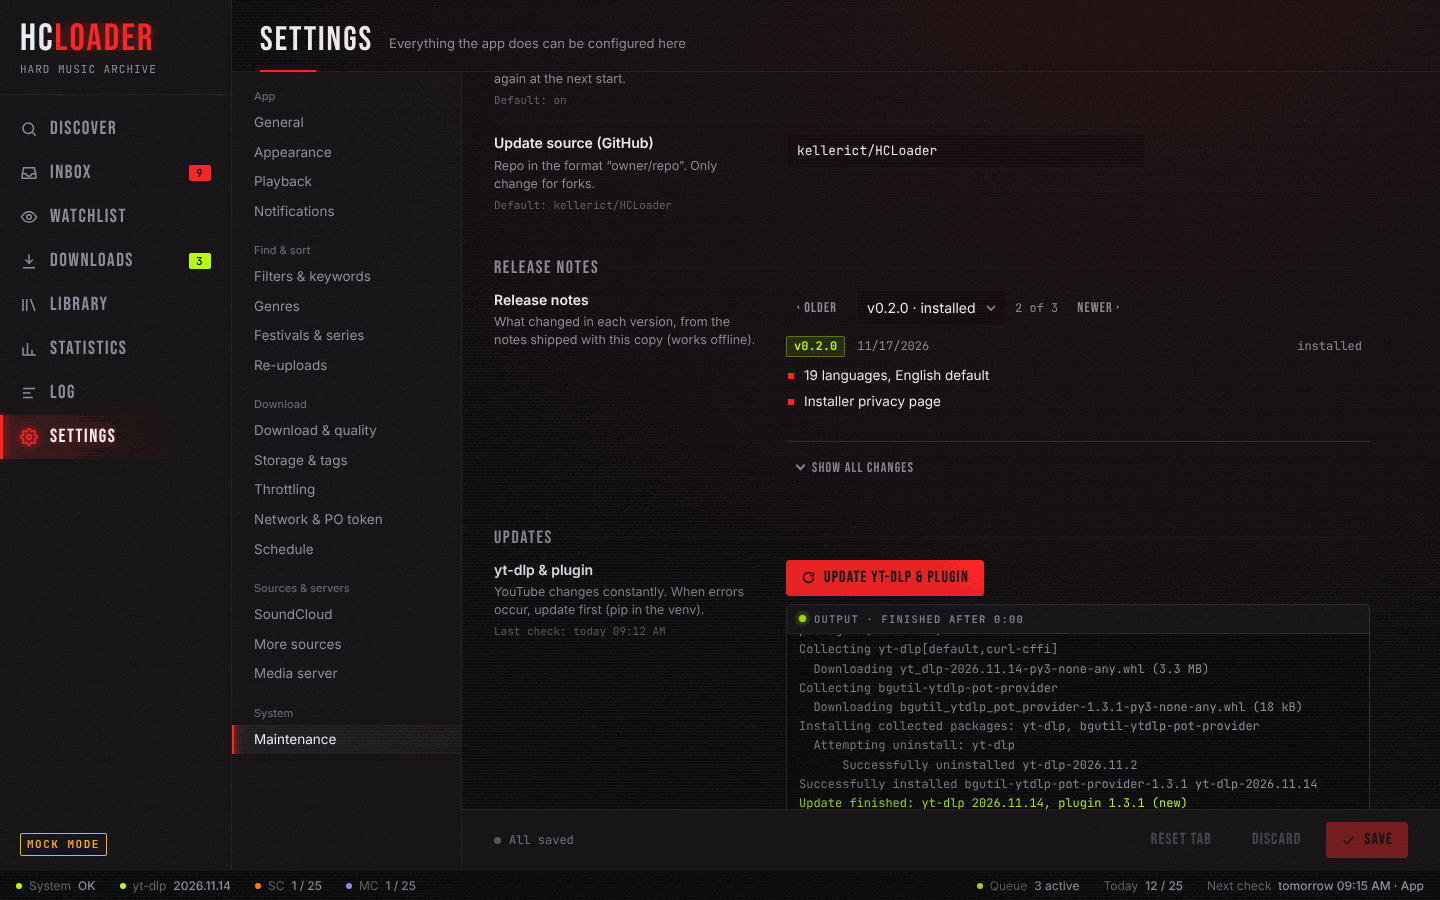 HCLOADER
HARD MUSIC ARCHIVE
DISCOVER
INBOX 9
WATCHLIST
DOWNLOADS 3
LIBRARY
STATISTICS
LOG
SETTINGS
MOCK MODE
SETTINGS Everything the app does can be configured here
App
General
Appearance
Playback
Notifications
Find & sort
Filters & keywords
Genres
Festivals & series
Re-uploads
Download
Download & quality
Storage & tags
Throttling
Network & PO token
Schedule
Sources & servers
SoundCloud
More sources
Media server
System
Maintenance
again at the next start.
Default: on
Update source (GitHub)
Repo in the format “owner/repo”. Only
change for forks.
Default: kellerict/HCLoader
kellerict/HCLoader
RELEASE NOTES
Release notes
What changed in each version, from the
notes shipped with this copy (works offline).
‹ OLDER v0.2.0 · installed 2 of 3 NEWER ›
v0.2.0 11/17/2026 installed
19 languages, English default
Installer privacy page
SHOW ALL CHANGES
UPDATES
yt-dlp & plugin
YouTube changes constantly. When errors
occur, update first (pip in the venv).
Last check: today 09:12 AM
UPDATE YT-DLP & PLUGIN
OUTPUT · FINISHED AFTER 0:00
Collecting yt-dlp[default,curl-cffi]
Downloading yt_dlp-2026.11.14-py3-none-any.whl (3.3 MB)
Collecting bgutil-ytdlp-pot-provider
Downloading bgutil_ytdlp_pot_provider-1.3.1-py3-none-any.whl (18 kB)
Installing collected packages: yt-dlp, bgutil-ytdlp-pot-provider
Attempting uninstall: yt-dlp
Successfully uninstalled yt-dlp-2026.11.2
Successfully installed bgutil-ytdlp-pot-provider-1.3.1 yt-dlp-2026.11.14
Update finished: yt-dlp 2026.11.14, plugin 1.3.1 (new)
All saved RESET TAB DISCARD SAVE
System OK yt-dlp 2026.11.14 SC 1 / 25 MC 1 / 25 Queue 3 active Today 12 / 25 Next check tomorrow 09:15 AM · App